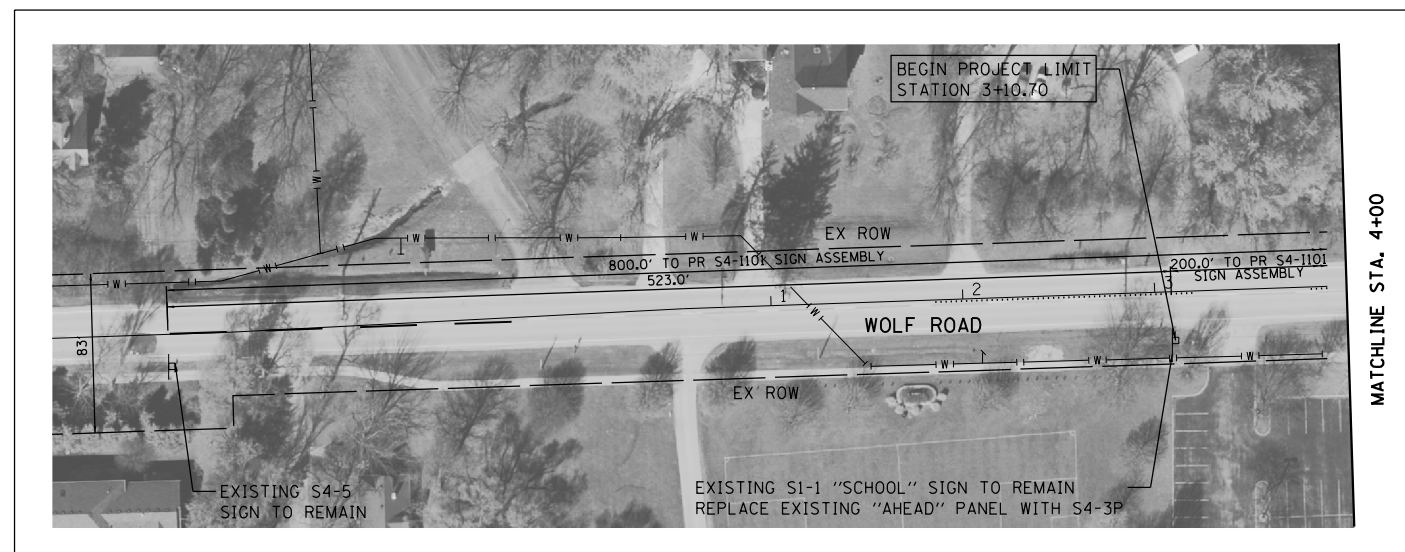 BEGIN PROJECT LIMIT
STATION 3+10.70
MATCHLINE STA. 4+00
W
W
W
W
W
W
EX ROW
800.0' TO PR S4-I101 SIGN ASSEMBLY
523.0'
200.0' TO PR S4-I101
SIGN ASSEMBLY
1
2
3
W
WOLF ROAD
83'
W
W
W
W
EX ROW
EXISTING S4-5
SIGN TO REMAIN
EXISTING S1-1 "SCHOOL" SIGN TO REMAIN
REPLACE EXISTING "AHEAD" PANEL WITH S4-3P